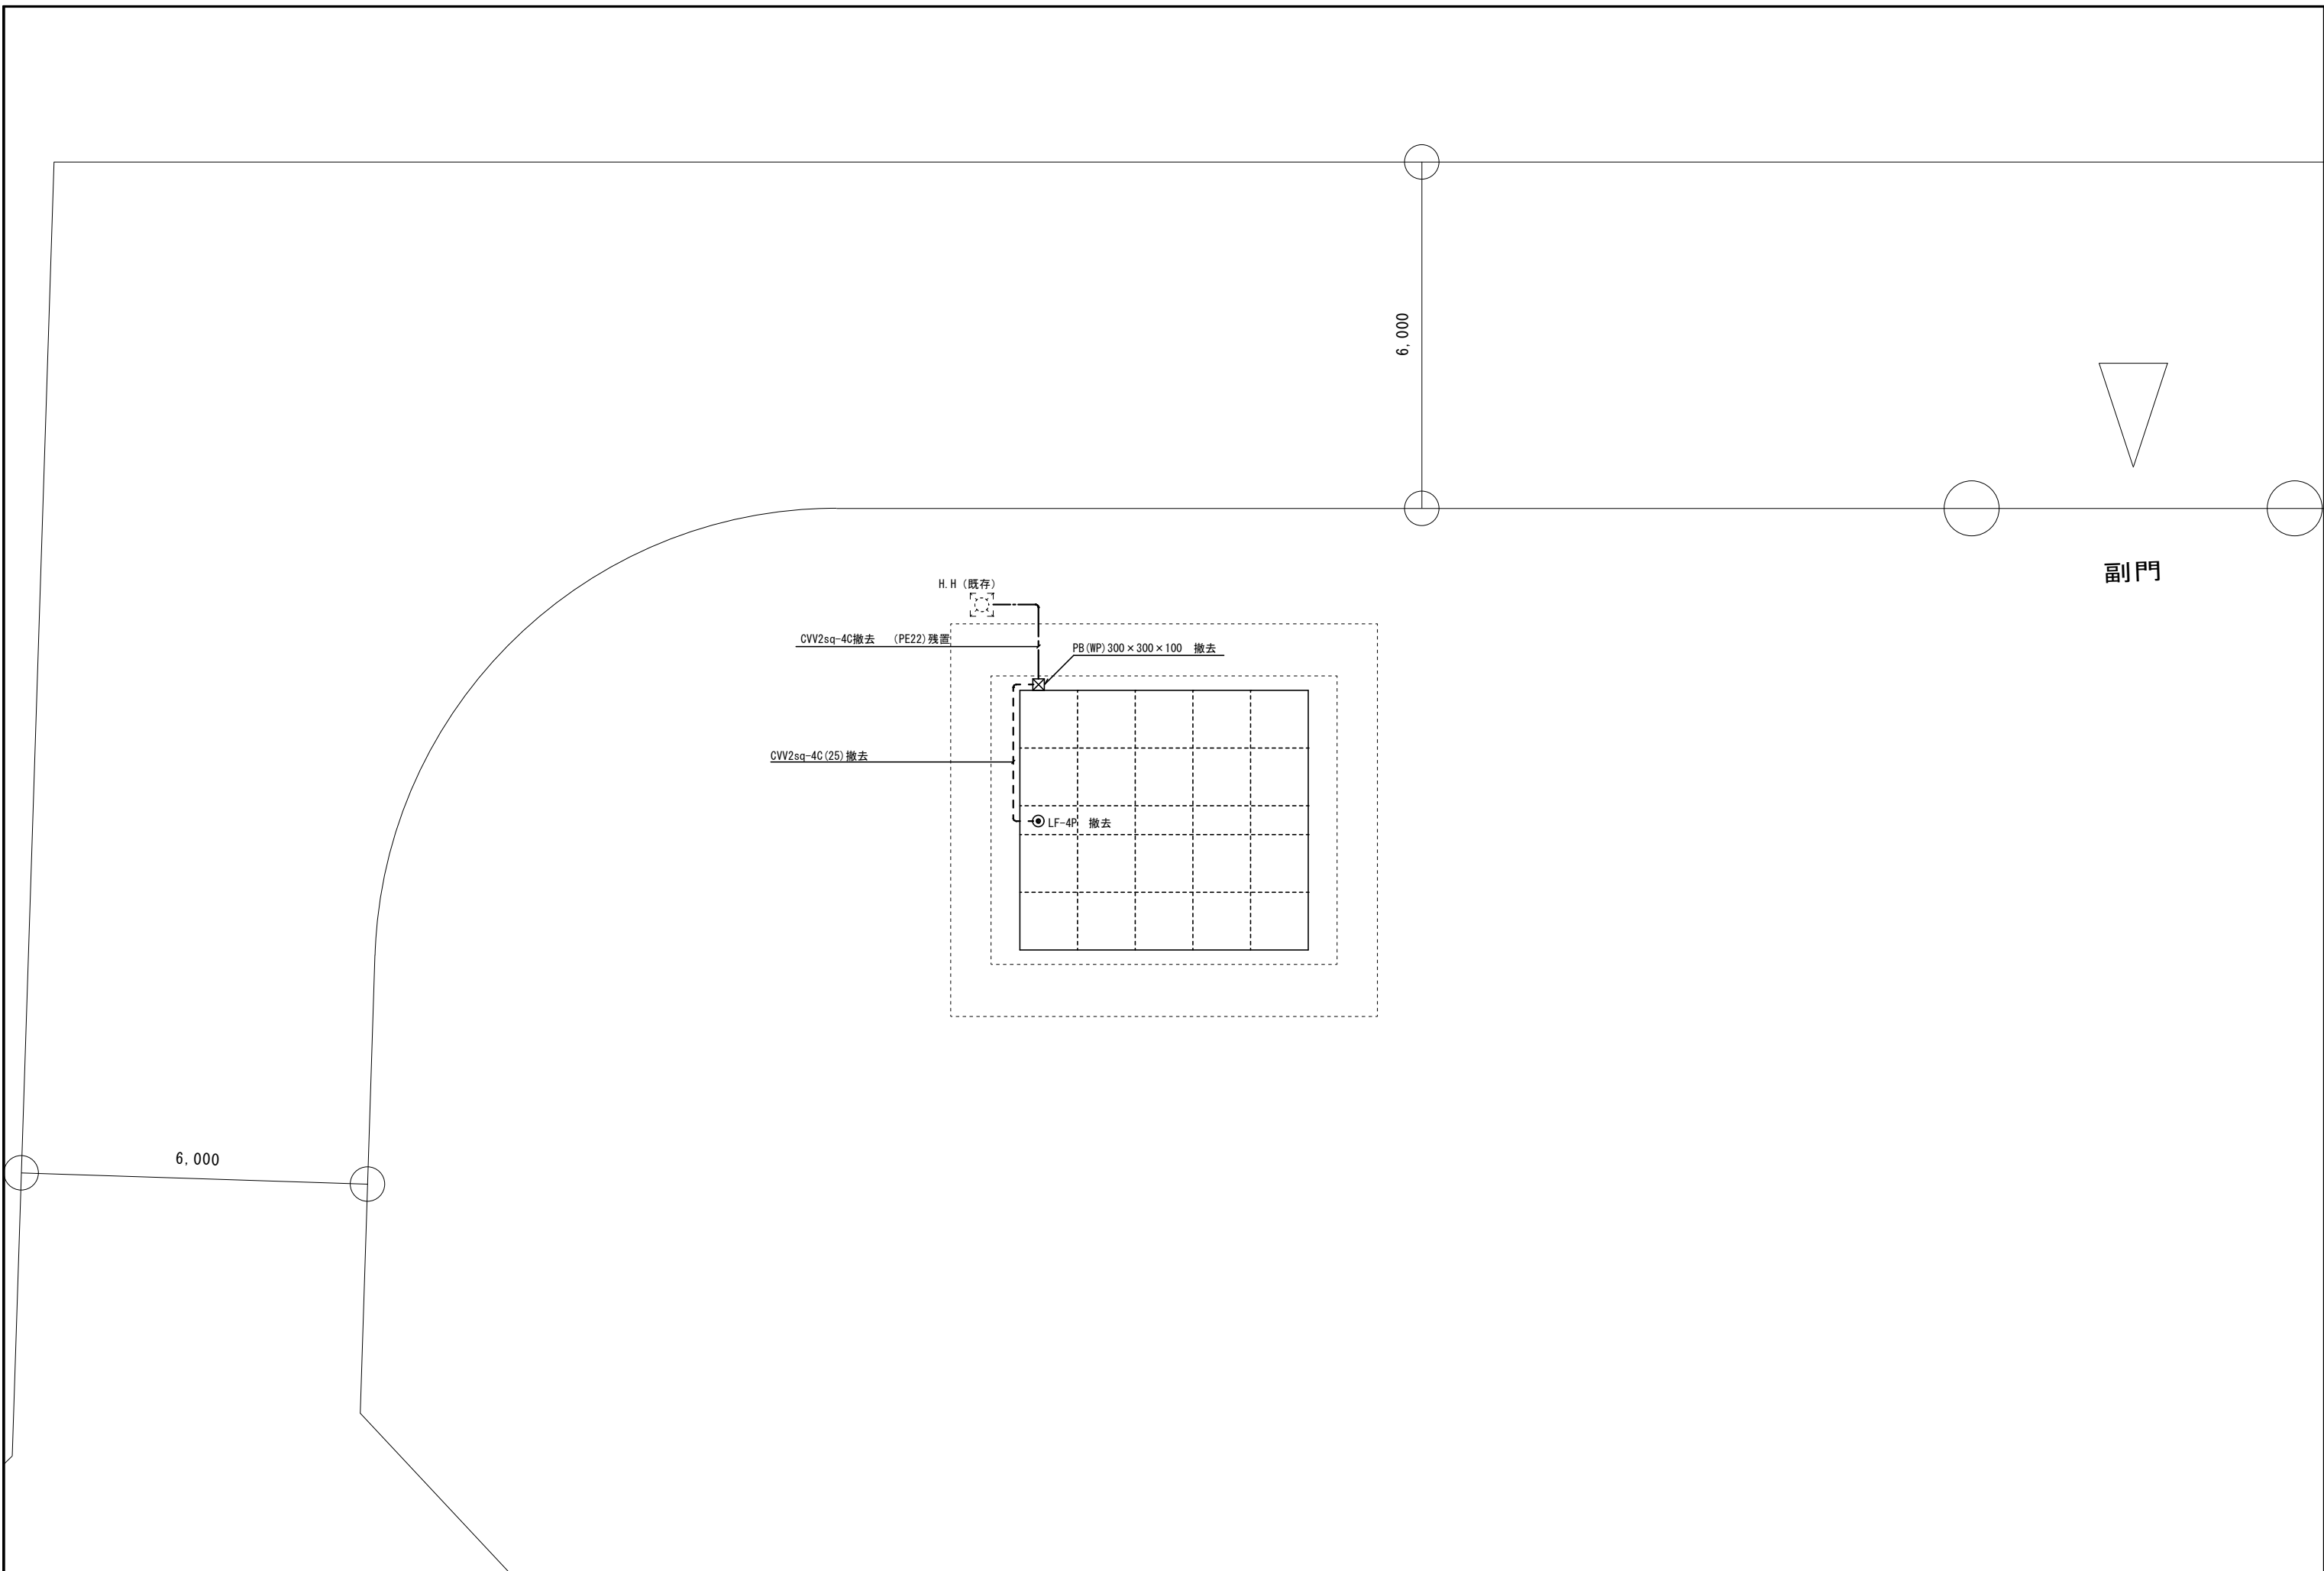 6,000
副門
H.H（既存）
CVV2sq-4C撤去　（PE22）残置
PB(WP)300×300×100　撤去
CVV2sq-4C(25)撤去
LF-4P　撤去
6,000